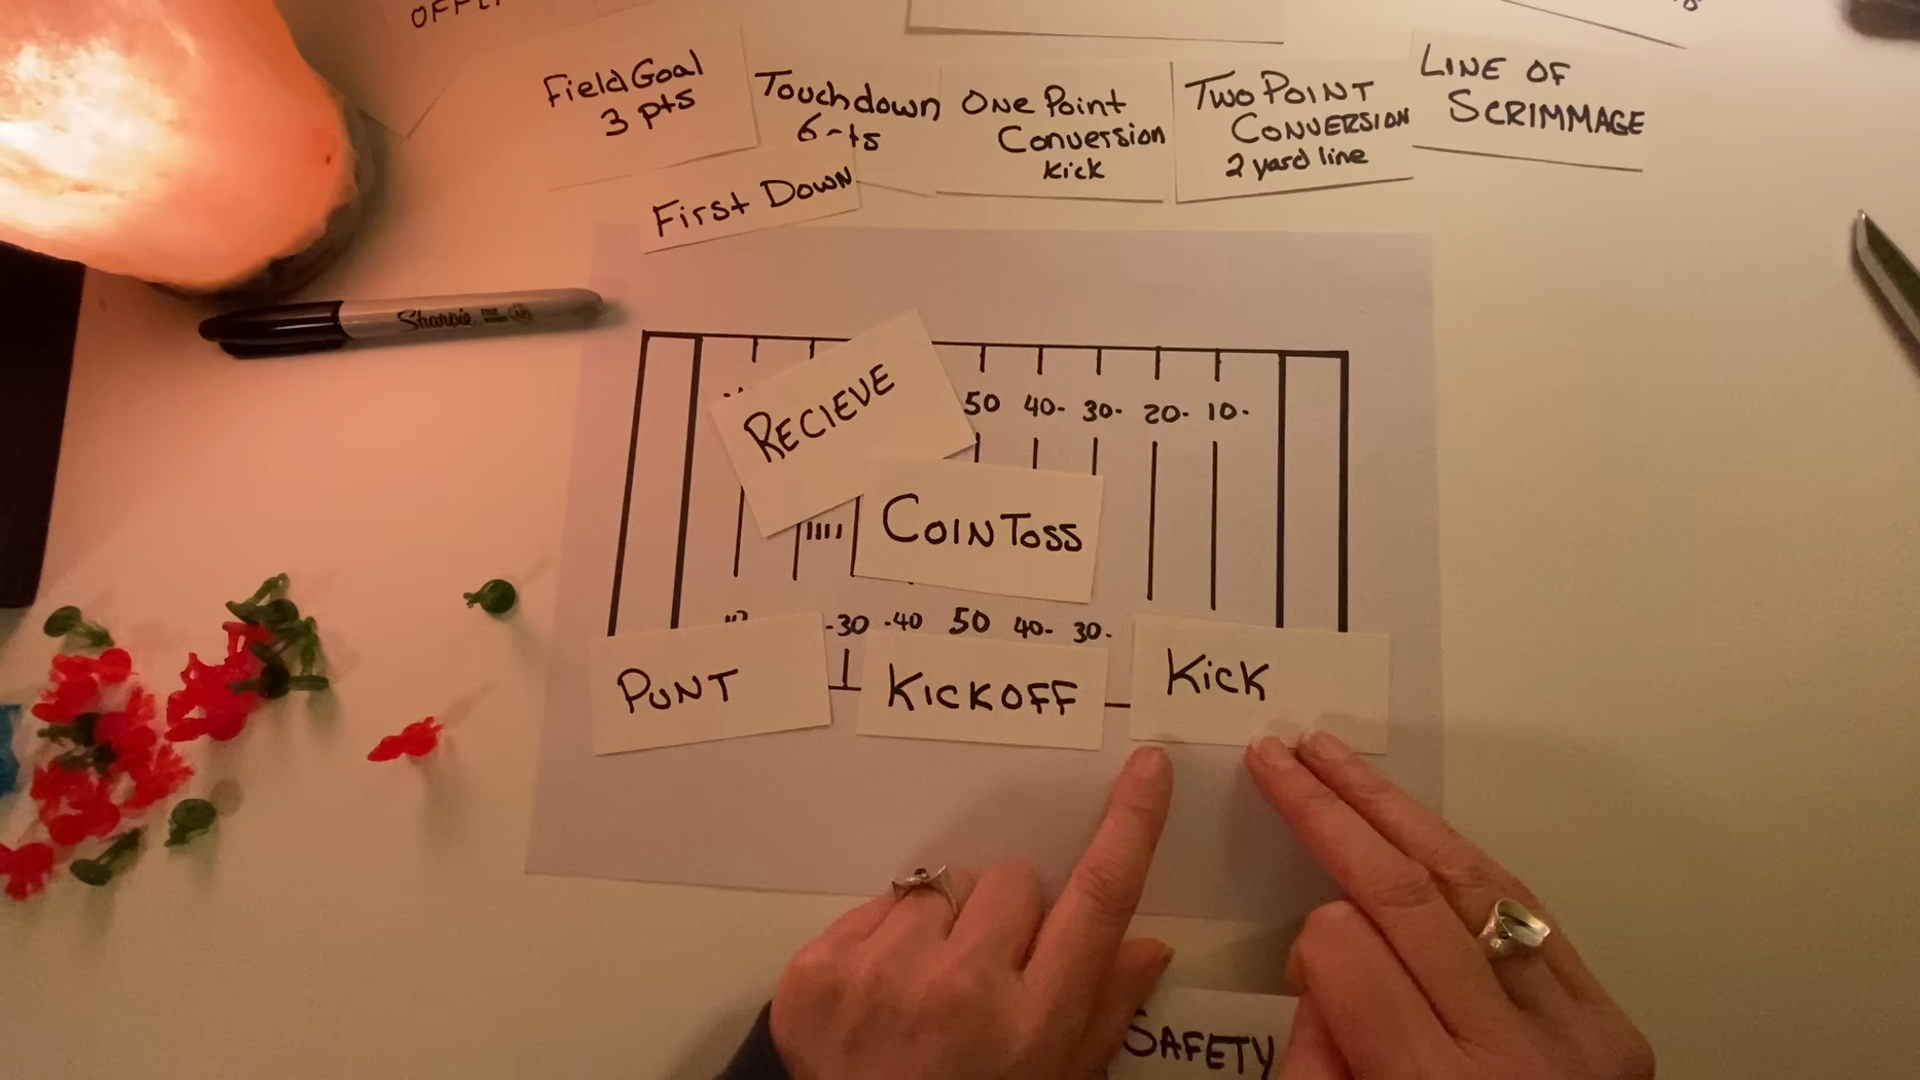 Field Goal
3 pts
Touchdown
One Point
Conversion
Kick
Two Point
Conversion
2 yard line
Line of
Scrimmage
First Down
Sharpie
Recieve
50 40- 30- 20- 10-
Coin Toss
-30 -40 50 40- 30-
Punt
Kickoff
Kick
Safety